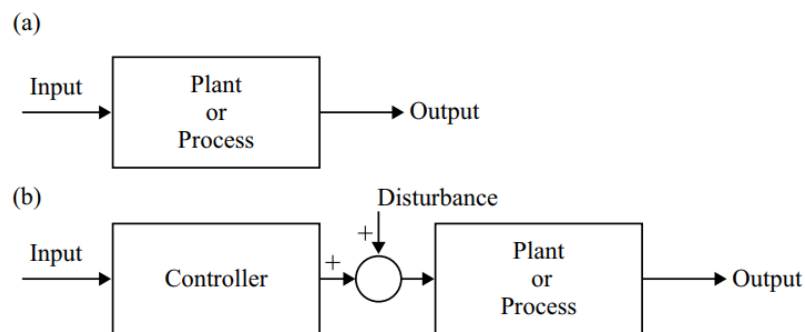 (a)
Input
Plant
or
Process
Output
(b)
Disturbance
Input
Controller
+
+
Plant
or
Process
Output